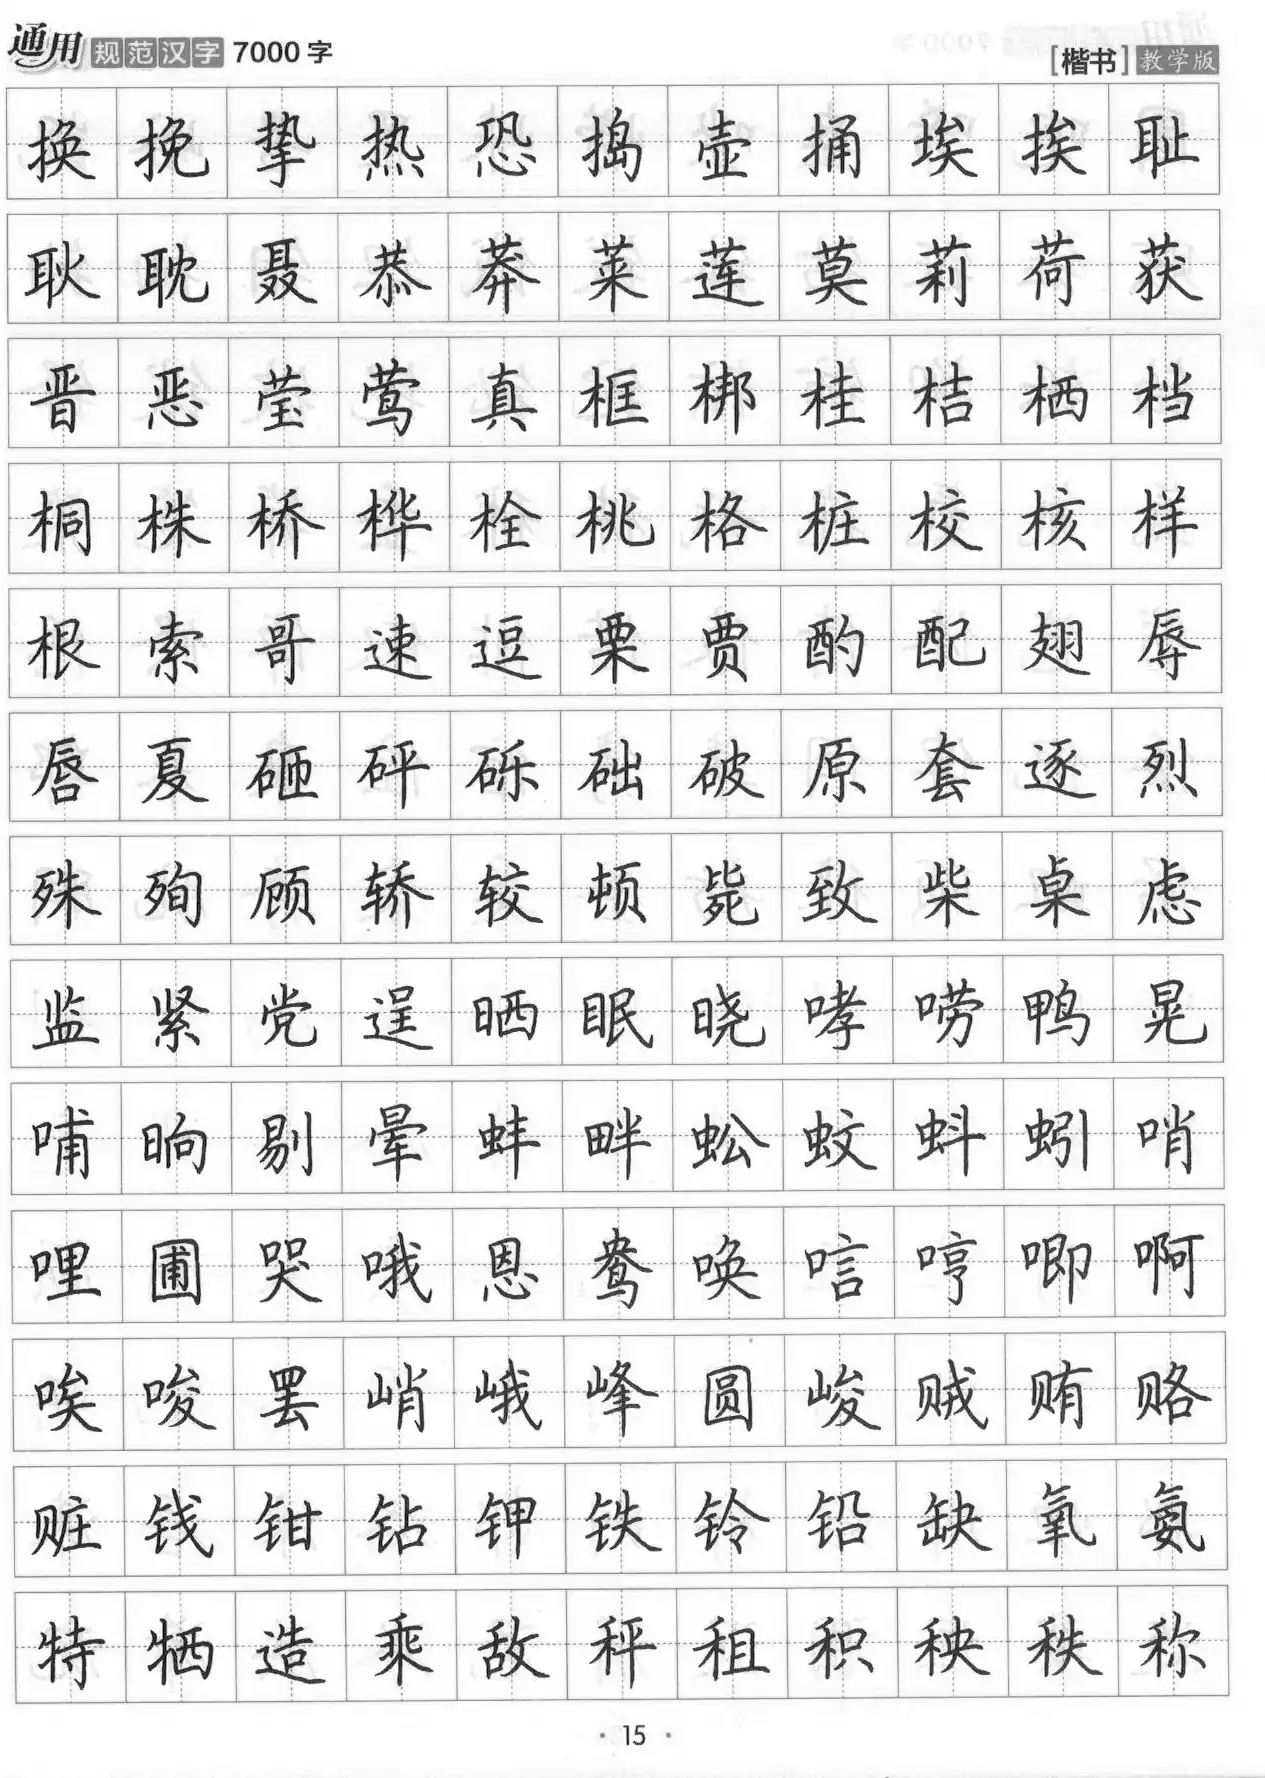 通用规范汉字 7000 字
[楷书] 教学版
换挽挚热恐捣壶捅埃挨耻
耿耽聂恭莽莱莲莫莉荷获
晋恶莹莺真框梆桂桔栖档
桐株桥桦栓桃格桩校核样
根索哥速逗栗贾酌配翅辱
唇夏砸砰砾础破原套逐烈
殊殉顾轿较顿毙致柴桌虑
监紧党逞晒眠晓哮唠鸭晃
哺晌剔晕蚌畔蚣蚊蚪蚓哨
哩圃哭哦恩鸯唤唁哼唧啊
唉唆罢峭峨峰圆峻贼贿赂
赃钱钳钻钾铁铃铅缺氧氨
特牺造乘敌秤租积秧秩称
· 15 ·